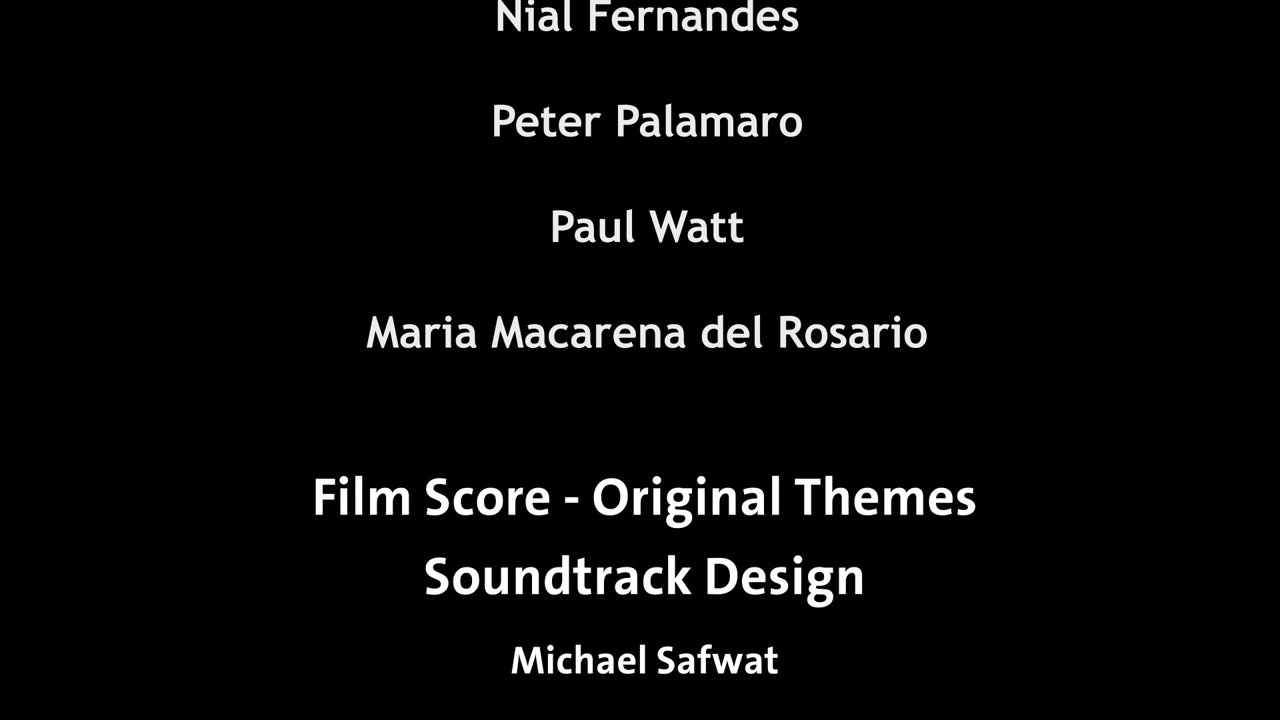 Nial Fernandes
Peter Palamaro
Paul Watt
Maria Macarena del Rosario
Film Score - Original Themes
Soundtrack Design
Michael Safwat